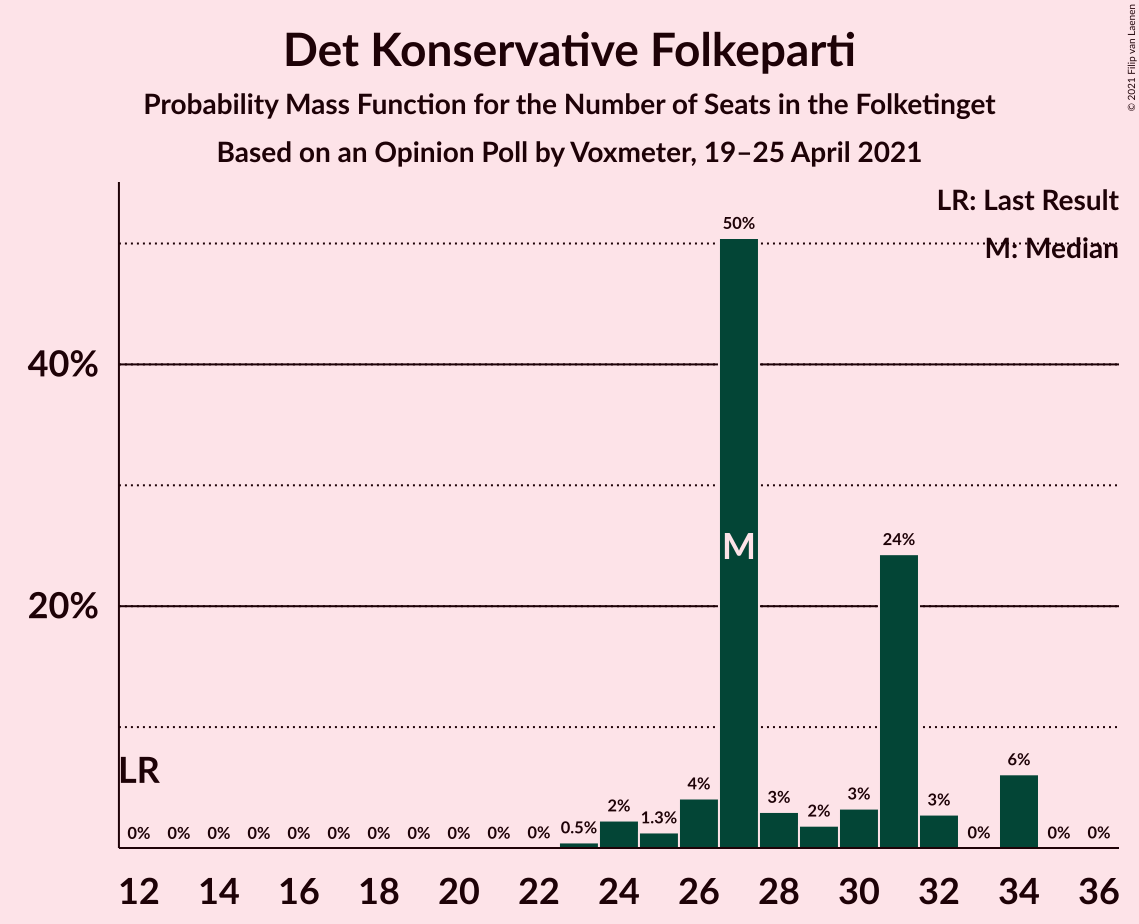 Det Konservative Folkeparti
Probability Mass Function for the Number of Seats in the Folketinget
Based on an Opinion Poll by Voxmeter, 19–25 April 2021
© 2021 Filip van Laenen
LR: Last Result
M: Median
50%
40%
M
24%
20%
LR
6%
4%
3%
3%
3%
2%
2%
1.3%
0.5%
0% 0% 0% 0% 0% 0% 0% 0% 0% 0% 0% 0% 0% 0%
12 14 16 18 20 22 24 26 28 30 32 34 36